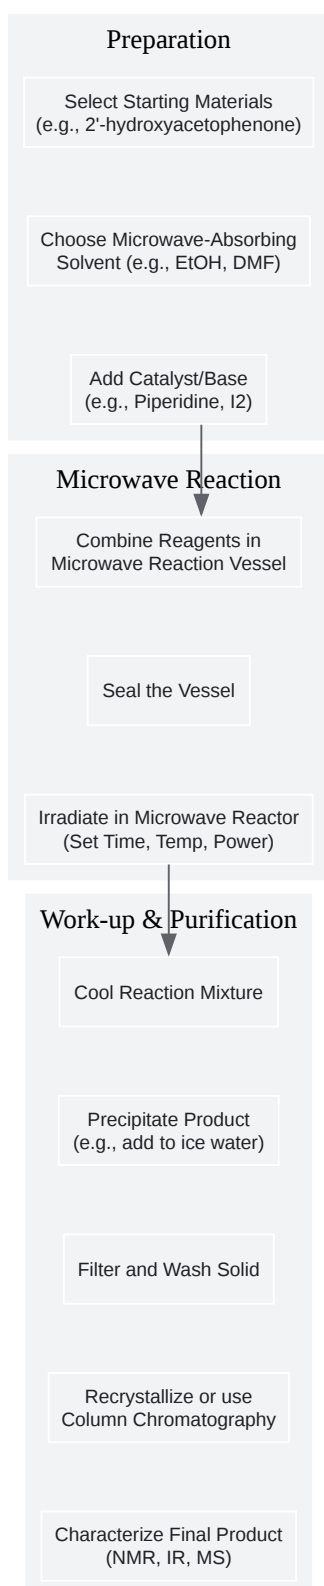 Preparation
Select Starting Materials
(e.g., 2'-hydroxyacetophenone)
Choose Microwave-Absorbing
Solvent (e.g., EtOH, DMF)
Add Catalyst/Base
(e.g., Piperidine, I2)
Microwave Reaction
Combine Reagents in
Microwave Reaction Vessel
Seal the Vessel
Irradiate in Microwave Reactor
(Set Time, Temp, Power)
Work-up & Purification
Cool Reaction Mixture
Precipitate Product
(e.g., add to ice water)
Filter and Wash Solid
Recrystallize or use
Column Chromatography
Characterize Final Product
(NMR, IR, MS)